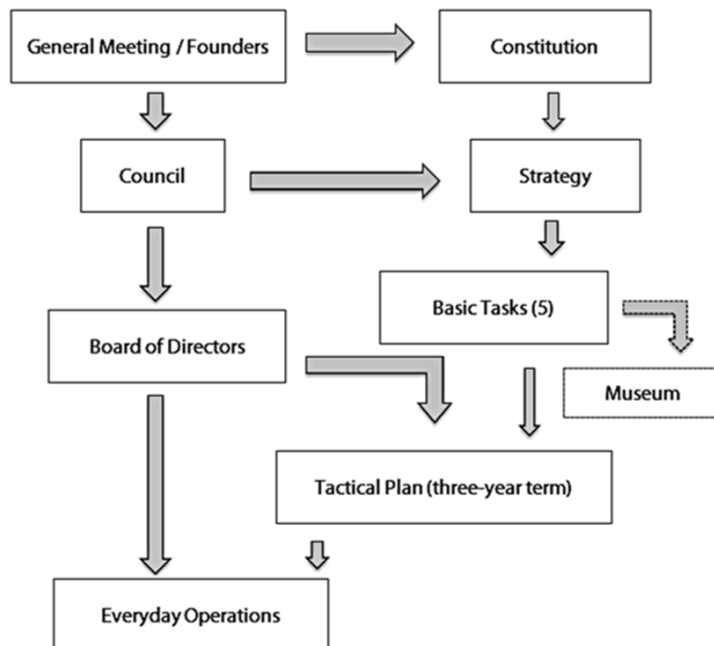 General Meeting / Founders
Constitution
Council
Strategy
Basic Tasks (5)
Board of Directors
Museum
Tactical Plan (three-year term)
Everyday Operations